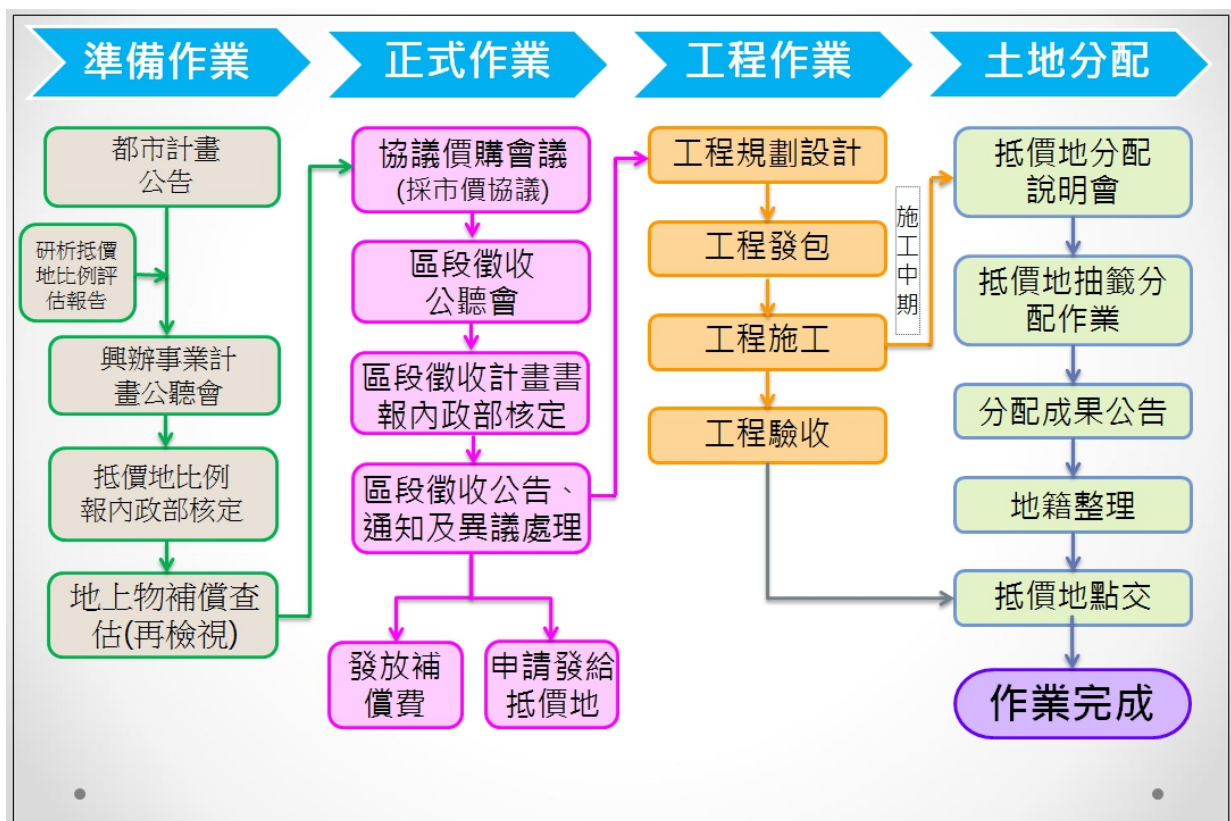 準備作業
正式作業
工程作業
土地分配
都市計畫
公告
研析抵價
地比例評
估報告
興辦事業計
畫公聽會
抵價地比例
報內政部核定
地上物補償查
估(再檢視)
協議價購會議
(採市價協議)
區段徵收
公聽會
區段徵收計畫書
報內政部核定
區段徵收公告、
通知及異議處理
發放補
償費
申請發給
抵價地
工程規劃設計
工程發包
工程施工
工程驗收
施工中期
抵價地分配
說明會
抵價地抽籤分
配作業
分配成果公告
地籍整理
抵價地點交
作業完成